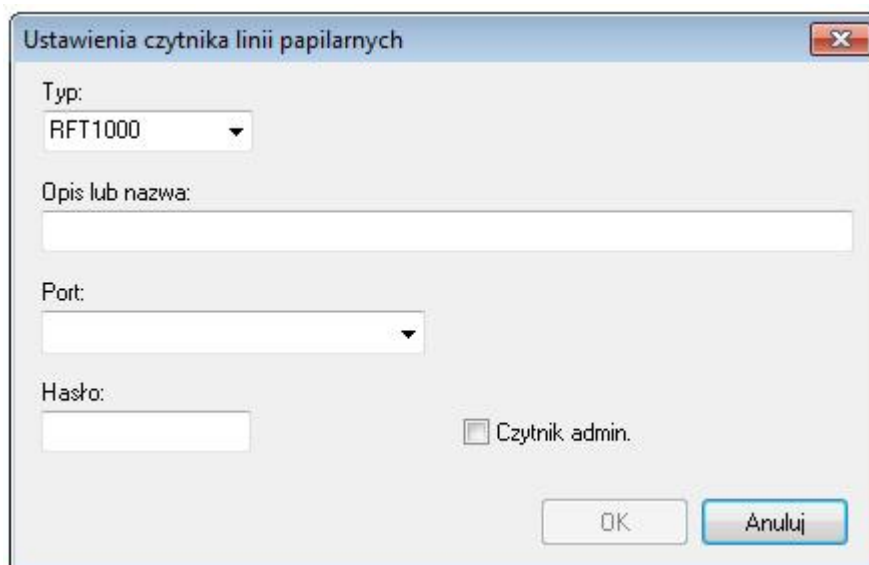 Ustawienia czytnika linii papilarnych
Typ:
RFT1000
Opis lub nazwa:
Port:
Hasło:
Czytnik admin.
OK
Anuluj